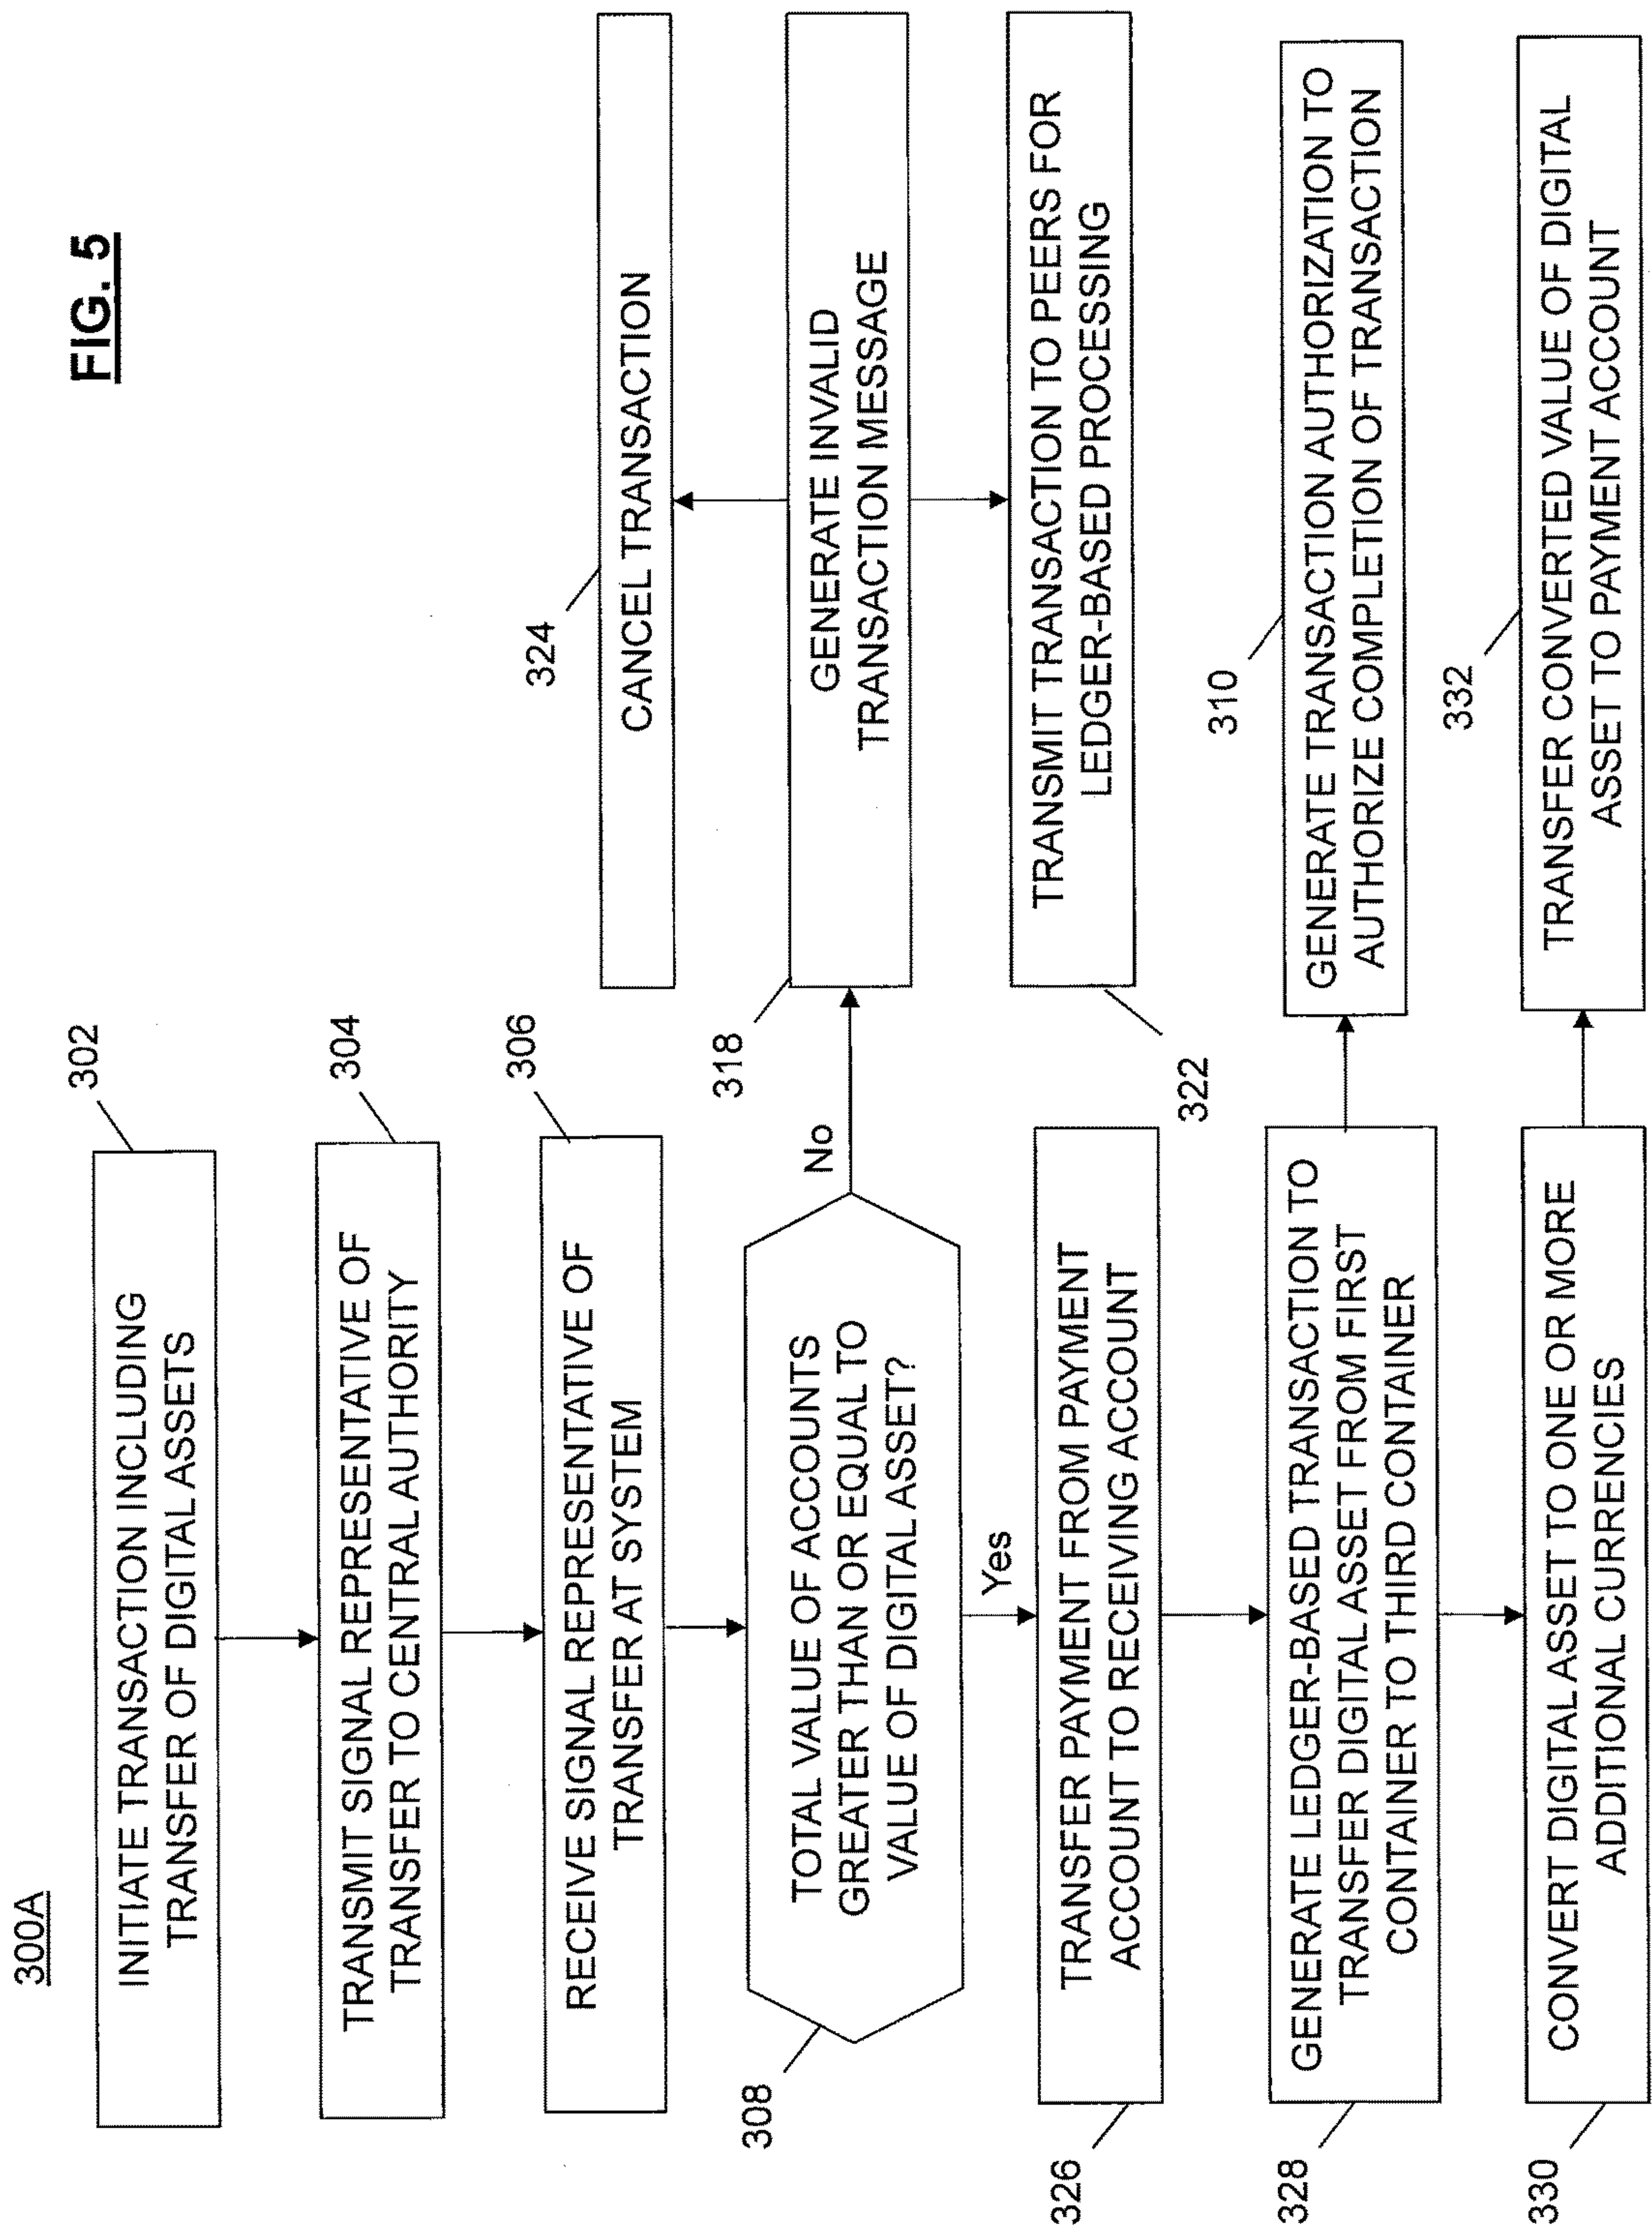 FIG. 5
300A
302
INITIATE TRANSACTION INCLUDING
TRANSFER OF DIGITAL ASSETS
304
TRANSMIT SIGNAL REPRESENTATIVE OF
TRANSFER TO CENTRAL AUTHORITY
306
RECEIVE SIGNAL REPRESENTATIVE OF
TRANSFER AT SYSTEM
308
TOTAL VALUE OF ACCOUNTS
GREATER THAN OR EQUAL TO
VALUE OF DIGITAL ASSET?
No
Yes
324
CANCEL TRANSACTION
318
GENERATE INVALID
TRANSACTION MESSAGE
322
TRANSMIT TRANSACTION TO PEERS FOR
LEDGER-BASED PROCESSING
326
TRANSFER PAYMENT FROM PAYMENT
ACCOUNT TO RECEIVING ACCOUNT
328
GENERATE LEDGER-BASED TRANSACTION TO
TRANSFER DIGITAL ASSET FROM FIRST
CONTAINER TO THIRD CONTAINER
310
GENERATE TRANSACTION AUTHORIZATION TO
AUTHORIZE COMPLETION OF TRANSACTION
330
CONVERT DIGITAL ASSET TO ONE OR MORE
ADDITIONAL CURRENCIES
332
TRANSFER CONVERTED VALUE OF DIGITAL
ASSET TO PAYMENT ACCOUNT